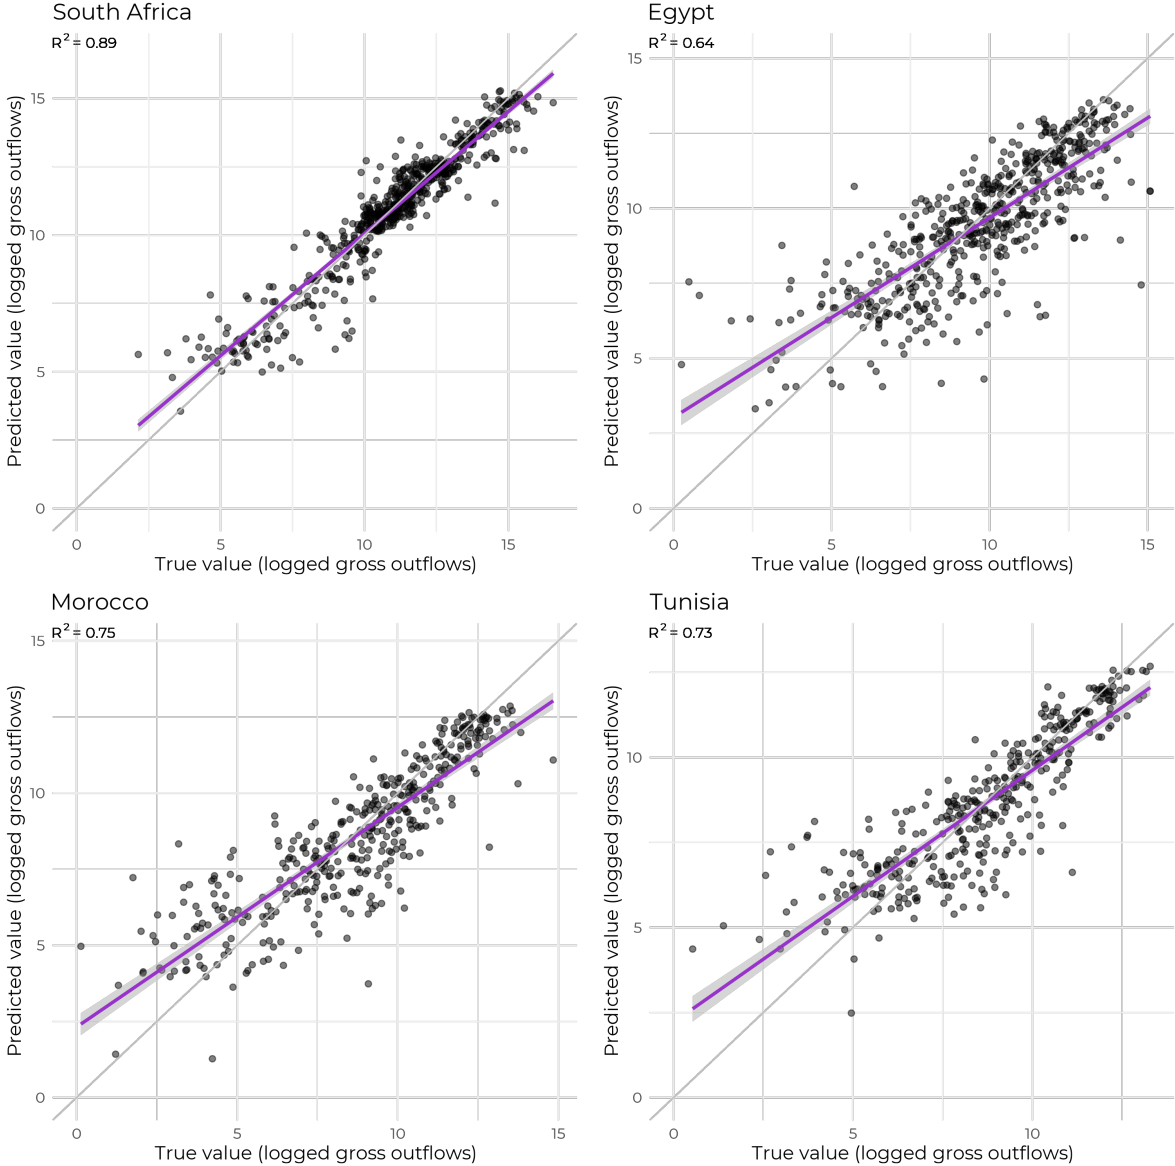 South Africa
R² = 0.89
15
10
5
0
0 5 10 15
Predicted value (logged gross outflows)
True value (logged gross outflows)
Egypt
R² = 0.64
15
10
5
0
0 5 10 15
Predicted value (logged gross outflows)
True value (logged gross outflows)
Morocco
R² = 0.75
15
10
5
0
0 5 10 15
Predicted value (logged gross outflows)
True value (logged gross outflows)
Tunisia
R² = 0.73
10
5
0
0 5 10
Predicted value (logged gross outflows)
True value (logged gross outflows)